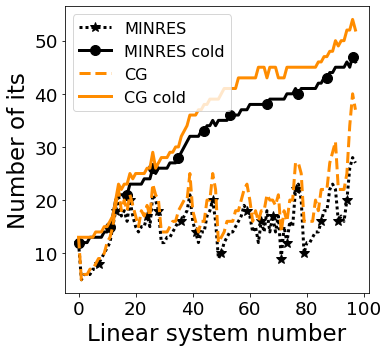 MINRES
MINRES cold
CG
CG cold
Number of its
50
40
30
20
10
0 20 40 60 80 100
Linear system number